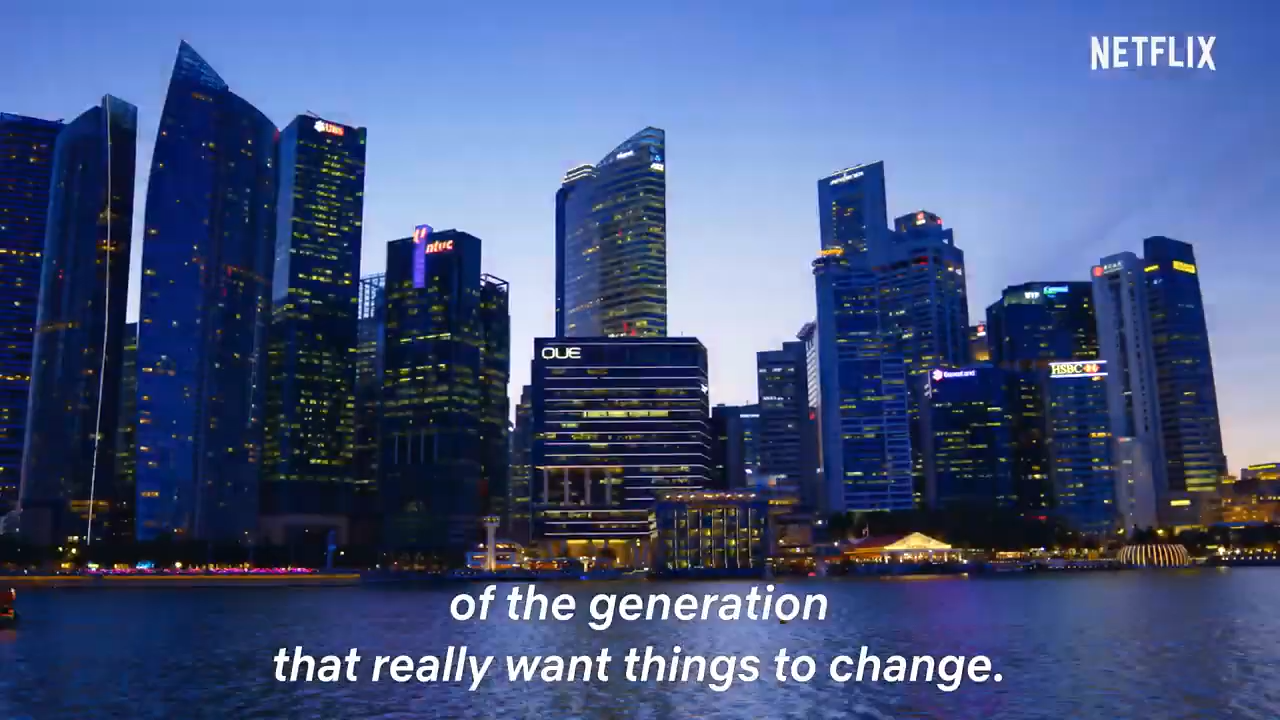 NETFLIX
UBS
ntuc
OUE
HSBC
of the generation
that really want things to change.